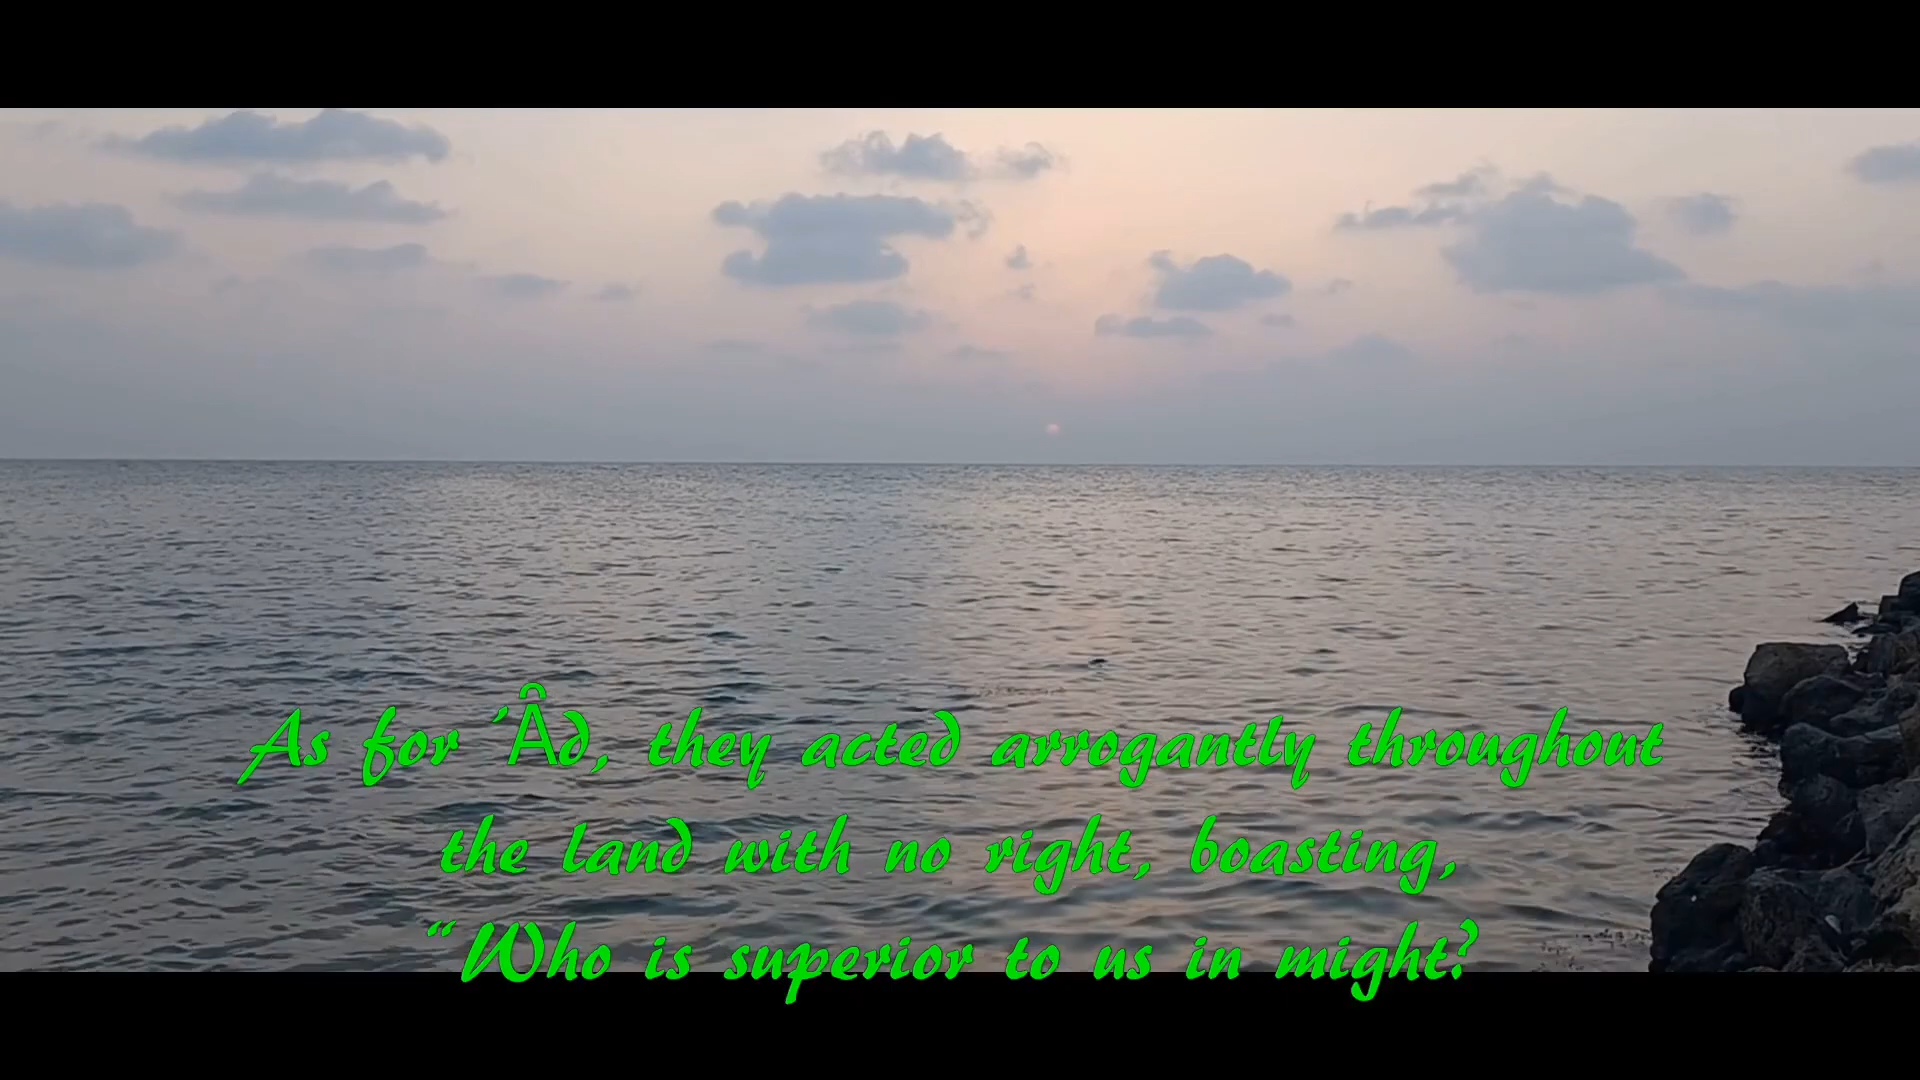 As for ˊÂd, they acted arrogantly throughout
the land with no right, boasting,
“Who is superior to us in might?